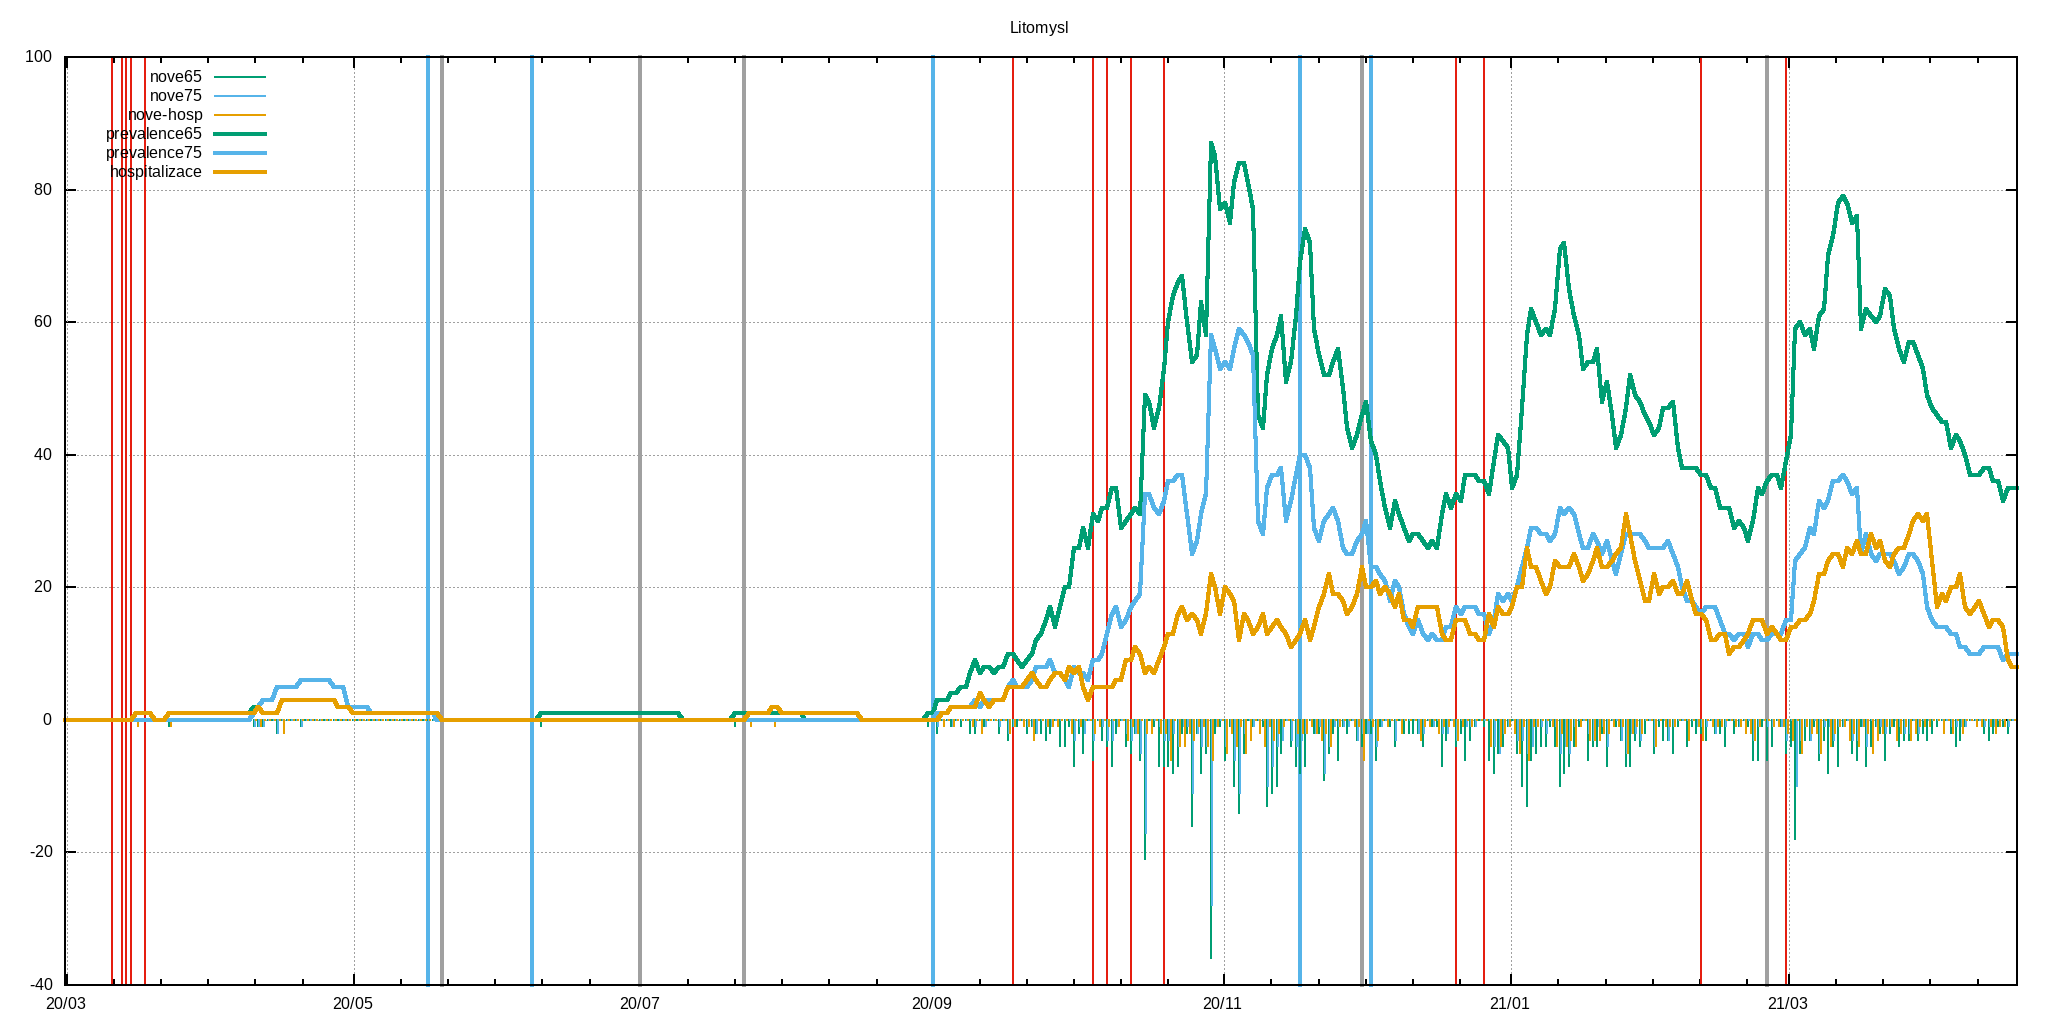 Litomysl
100
nove65
nove75
nove-hosp
prevalence65
prevalence75
hospitalizace
80
60
40
20
0
-20
-40
20/03 20/05 20/07 20/09 20/11 21/01 21/03